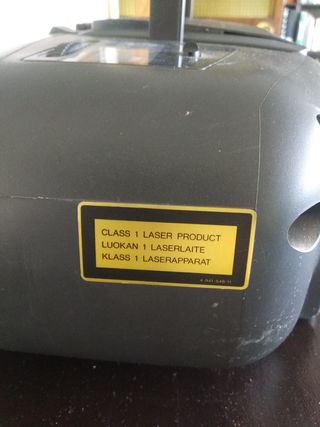 CLASS 1 LASER PRODUCT
LUOKAN 1 LASERLAITE
KLASS 1 LASERAPPARAT